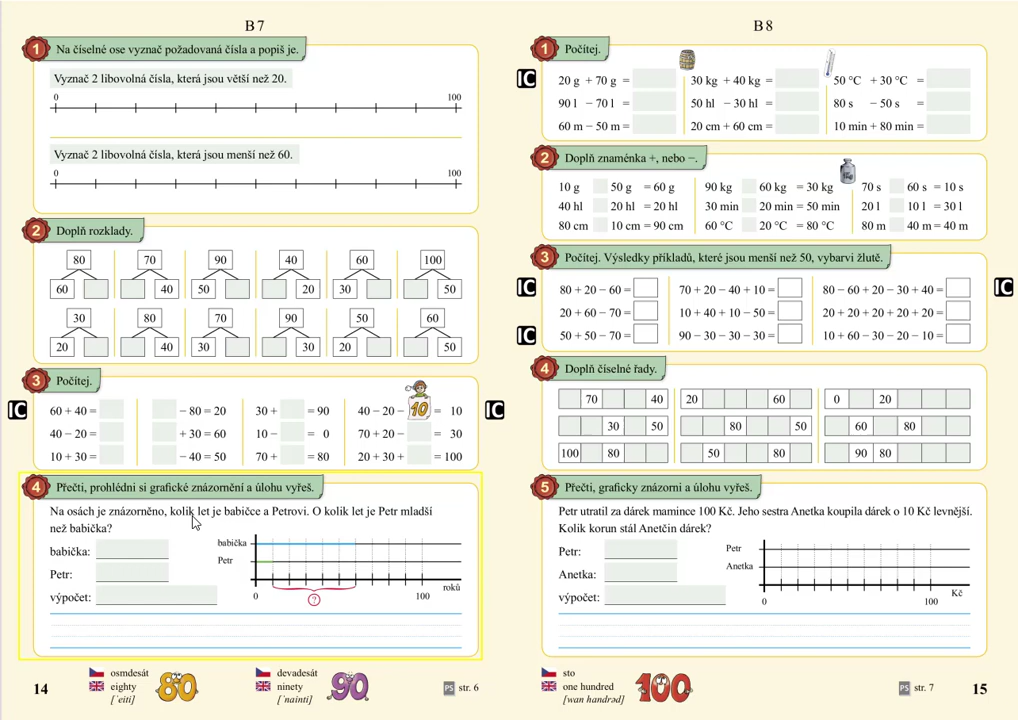 B 7
1 Na číselné ose vyznač požadovaná čísla a popiš je.
Vyznač 2 libovolná čísla, která jsou větší než 20.
0 100
Vyznač 2 libovolná čísla, která jsou menší než 60.
0 100
2 Doplň rozklady.
80 70 90 40 60 100
60 40 50 20 30 50
30 80 70 90 50 60
20 40 30 30 20 50
3 Počítej.
IC
IC
60 + 40 = − 80 = 20 30 + = 90 40 − 20 − 10 = 10
40 − 20 = + 30 = 60 10 − = 0 70 + 20 − = 30
10 + 30 = − 40 = 50 70 + = 80 20 + 30 + = 100
4 Přečti, prohlédni si grafické znázornění a úlohu vyřeš.
Na osách je znázorněno, kolik let je babičce a Petrovi. O kolik let je Petr mladší
než babička?
babička:
Petr:
výpočet:
babička
Petr
roků
0 100
?
osmdesát
eighty
[ˈeiti]
80
devadesát
ninety
[ˈnainti]
90
14
PS str. 6
B 8
1 Počítej.
IC
20 g + 70 g = 30 kg + 40 kg = 50 °C + 30 °C =
90 l − 70 l = 50 hl − 30 hl = 80 s − 50 s =
60 m − 50 m = 20 cm + 60 cm = 10 min + 80 min =
2 Doplň znaménka +, nebo −.
10 g 50 g = 60 g 90 kg 60 kg = 30 kg 70 s 60 s = 10 s
40 hl 20 hl = 20 hl 30 min 20 min = 50 min 20 l 10 l = 30 l
80 cm 10 cm = 90 cm 60 °C 20 °C = 80 °C 80 m 40 m = 40 m
3 Počítej. Výsledky příkladů, které jsou menší než 50, vybarvi žlutě.
IC
IC
IC
80 + 20 − 60 = 70 + 20 − 40 + 10 = 80 − 60 + 20 − 30 + 40 =
20 + 60 − 70 = 10 + 40 + 10 − 50 = 20 + 20 + 20 + 20 + 20 =
50 + 50 − 70 = 90 − 30 − 30 − 30 = 10 + 60 − 30 − 20 − 10 =
4 Doplň číselné řady.
70 40 20 60 0 20
30 50 80 50 60 80
100 80 50 80 90 80
5 Přečti, graficky znázorni a úlohu vyřeš.
Petr utratil za dárek mamince 100 Kč. Jeho sestra Anetka koupila dárek o 10 Kč levnější.
Kolik korun stál Anetčin dárek?
Petr:
Anetka:
výpočet:
Petr
Anetka
Kč
0 100
sto
one hundred
[wan handrəd]
100
PS str. 7
15